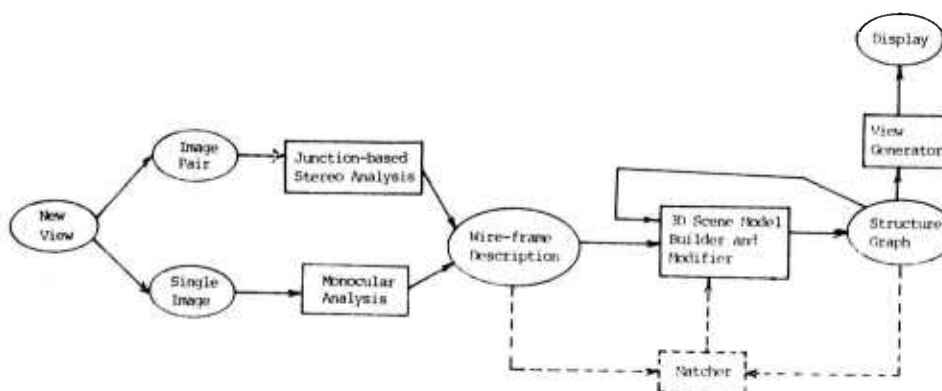 Display
View
Generator
Image
Pair
Junction-based
Stereo Analysis
New
View
Wire-frame
Description
3D Scene Model
Builder and
Modifier
Structure
Graph
Single
Image
Monocular
Analysis
Matcher